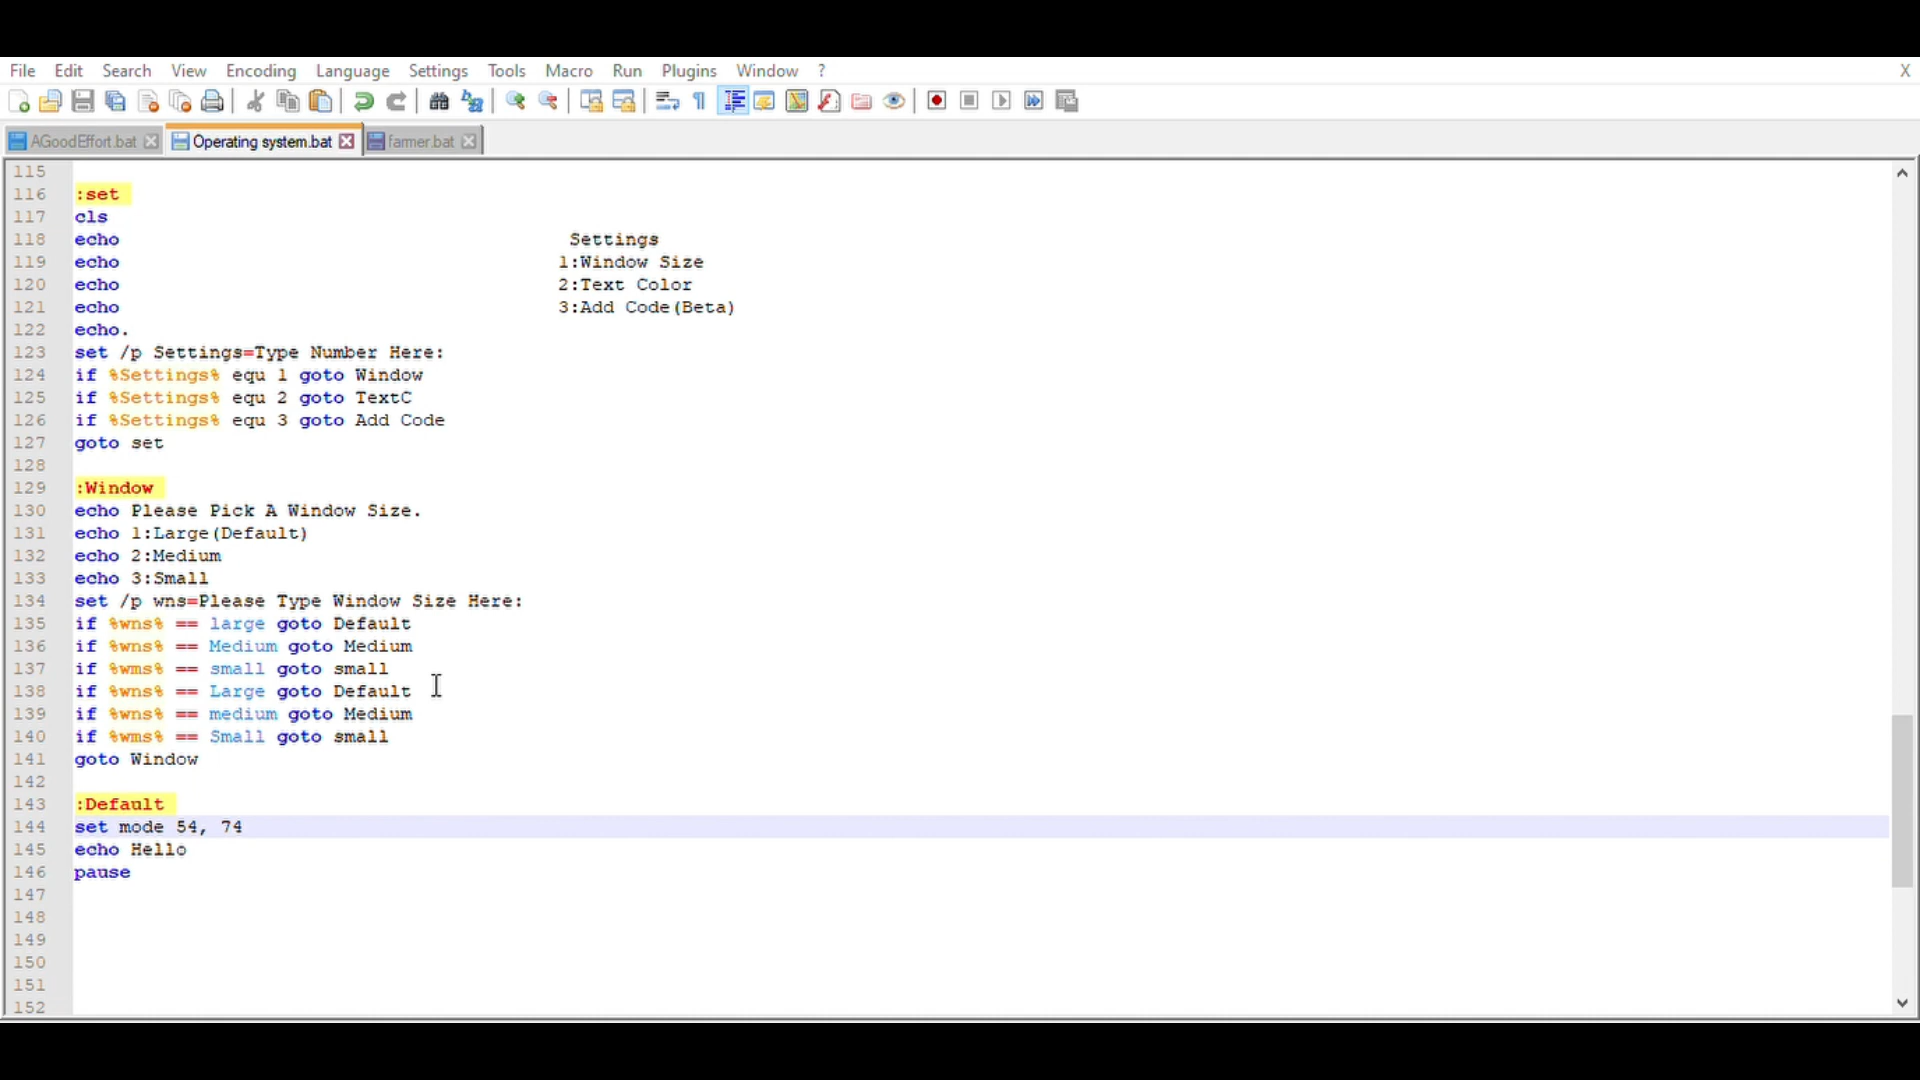 File Edit Search View Encoding Language Settings Tools Macro Run Plugins Window ? X
AGoodEffort.bat Operating system.bat farmer.bat
115
116 :set
117 cls
118 echo Settings
119 echo 1:Window Size
120 echo 2:Text Color
121 echo 3:Add Code(Beta)
122 echo.
123 set /p Settings=Type Number Here:
124 if %Settings% equ 1 goto Window
125 if %Settings% equ 2 goto TextC
126 if %Settings% equ 3 goto Add Code
127 goto set
128
129 :Window
130 echo Please Pick A Window Size.
131 echo 1:Large(Default)
132 echo 2:Medium
133 echo 3:Small
134 set /p wns=Please Type Window Size Here:
135 if %wns% == large goto Default
136 if %wns% == Medium goto Medium
137 if %wms% == small goto small
138 if %wns% == Large goto Default
139 if %wns% == medium goto Medium
140 if %wms% == Small goto small
141 goto Window
142
143 :Default
144 set mode 54, 74
145 echo Hello
146 pause
147
148
149
150
151
152